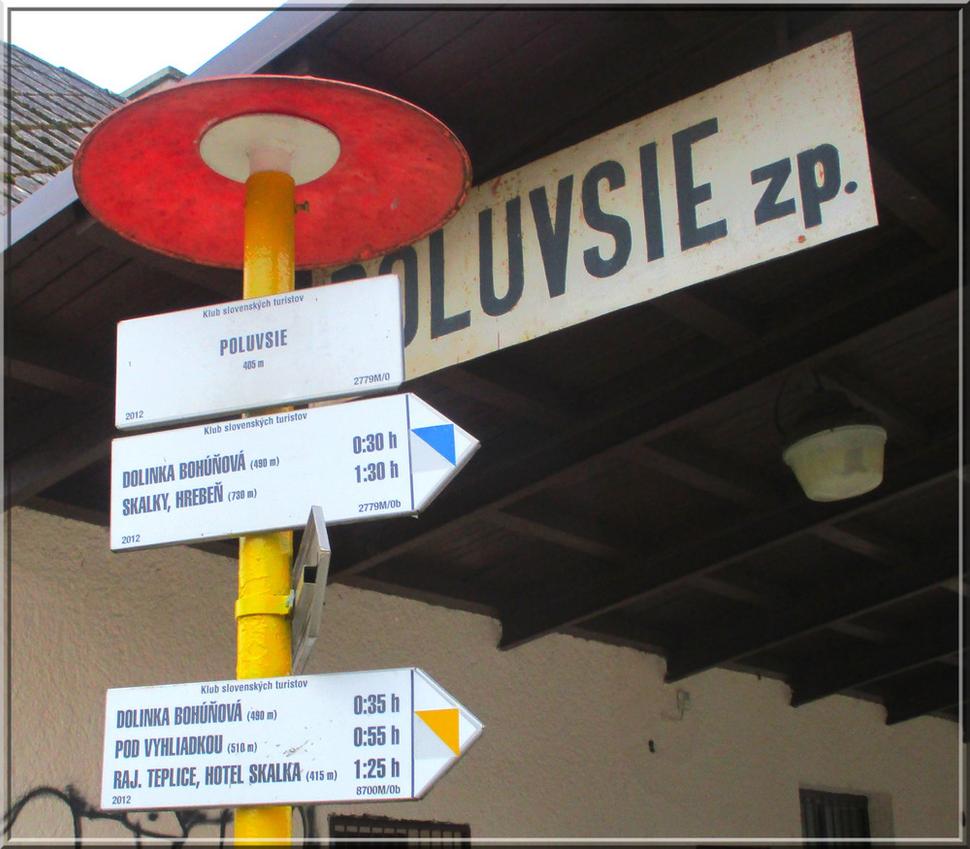 POLUVSIE zp.
Klub slovenských turistov
POLUVSIE
405 m
2012 2779M/0
Klub slovenských turistov
DOLINKA BOHÚŇOVÁ (490 m) 0:30 h
SKALKY, HREBEŇ (730 m) 1:30 h
2012 2779M/0b
Klub slovenských turistov
DOLINKA BOHÚŇOVÁ (490 m) 0:35 h
POD VYHLIADKOU (510 m) 0:55 h
RAJ. TEPLICE, HOTEL SKALKA (415 m) 1:25 h
2012 8700M/0b